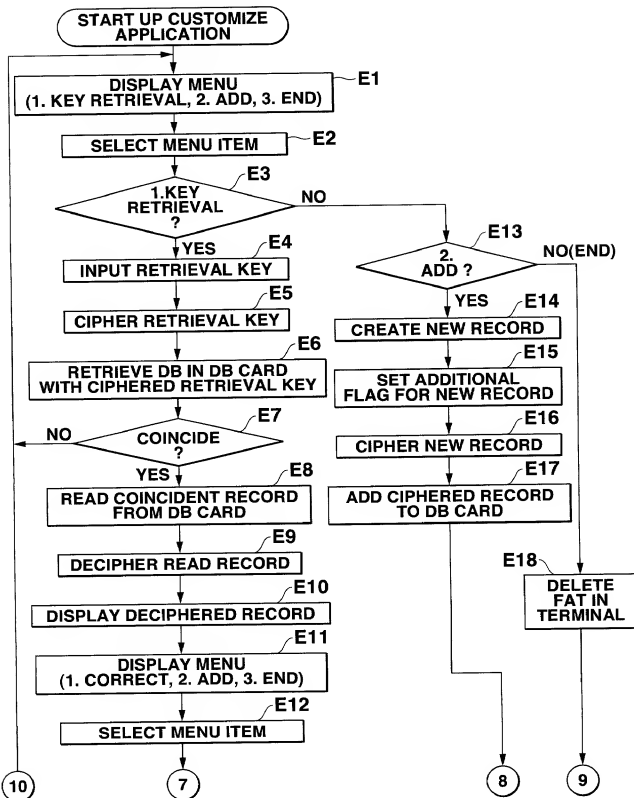 START UP CUSTOMIZE
APPLICATION
E1
DISPLAY MENU
(1. KEY RETRIEVAL, 2. ADD, 3. END)
E2
SELECT MENU ITEM
E3
1.KEY
RETRIEVAL
?
NO
YES
E4
INPUT RETRIEVAL KEY
E5
CIPHER RETRIEVAL KEY
E6
RETRIEVE DB IN DB CARD
WITH CIPHERED RETRIEVAL KEY
E7
COINCIDE
?
NO
YES
E8
READ COINCIDENT RECORD
FROM DB CARD
E9
DECIPHER READ RECORD
E10
DISPLAY DECIPHERED RECORD
E11
DISPLAY MENU
(1. CORRECT, 2. ADD, 3. END)
E12
SELECT MENU ITEM
E13
2.
ADD ?
NO(END)
YES
E14
CREATE NEW RECORD
E15
SET ADDITIONAL
FLAG FOR NEW RECORD
E16
CIPHER NEW RECORD
E17
ADD CIPHERED RECORD
TO DB CARD
E18
DELETE
FAT IN
TERMINAL
10
7
8
9